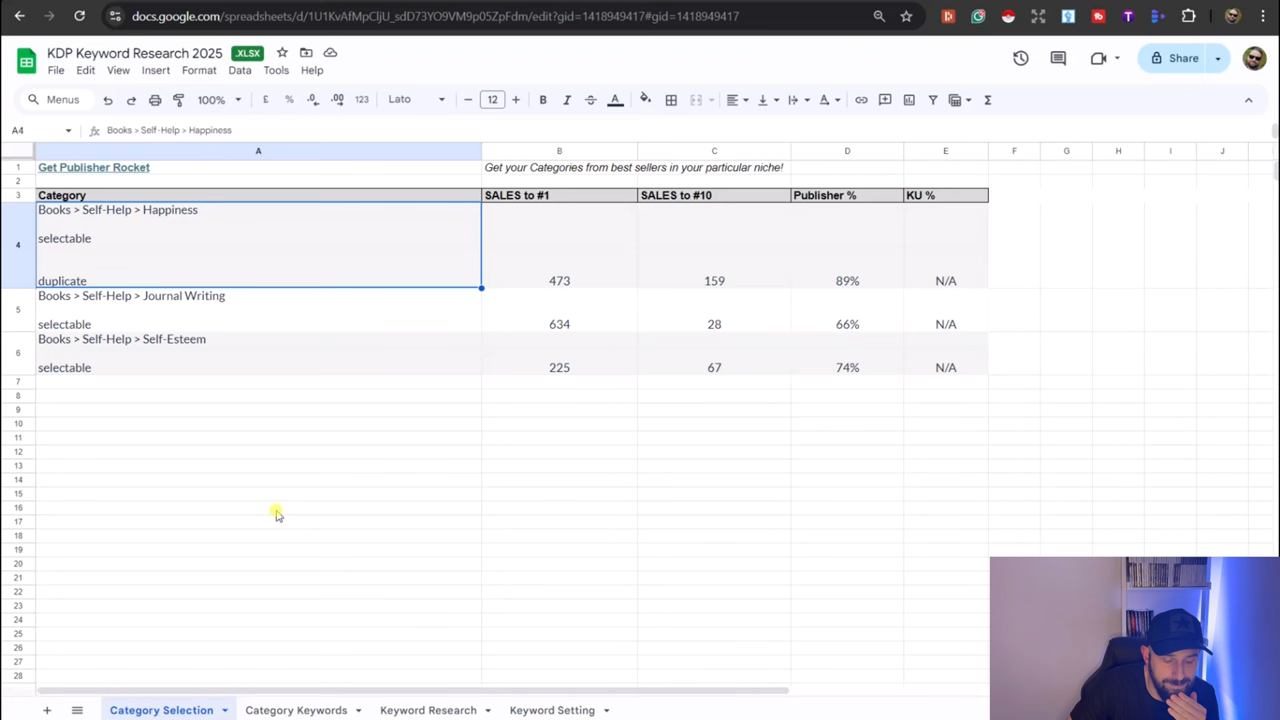 docs.google.com/spreadsheets/d/1U1KvAfMpCljU_sdD73YO9VM9p05ZpFdm/edit?gid=1418949417#gid=1418949417
KDP Keyword Research 2025 .XLSX
File Edit View Insert Format Data Tools Help
Share
Menus 100% £ % .0 .00 123 Lato 12 B I S A
A4 fx Books > Self-Help > Happiness
A B C D E F G H I J
1 Get Publisher Rocket Get your Categories from best sellers in your particular niche!
2
3 Category SALES to #1 SALES to #10 Publisher % KU %
Books > Self-Help > Happiness
4 selectable
duplicate 473 159 89% N/A
Books > Self-Help > Journal Writing
5
selectable 634 28 66% N/A
Books > Self-Help > Self-Esteem
6
selectable 225 67 74% N/A
7
8
9
10
11
12
13
14
15
16
17
18
19
20
21
22
23
24
25
26
27
28
Category Selection Category Keywords Keyword Research Keyword Setting